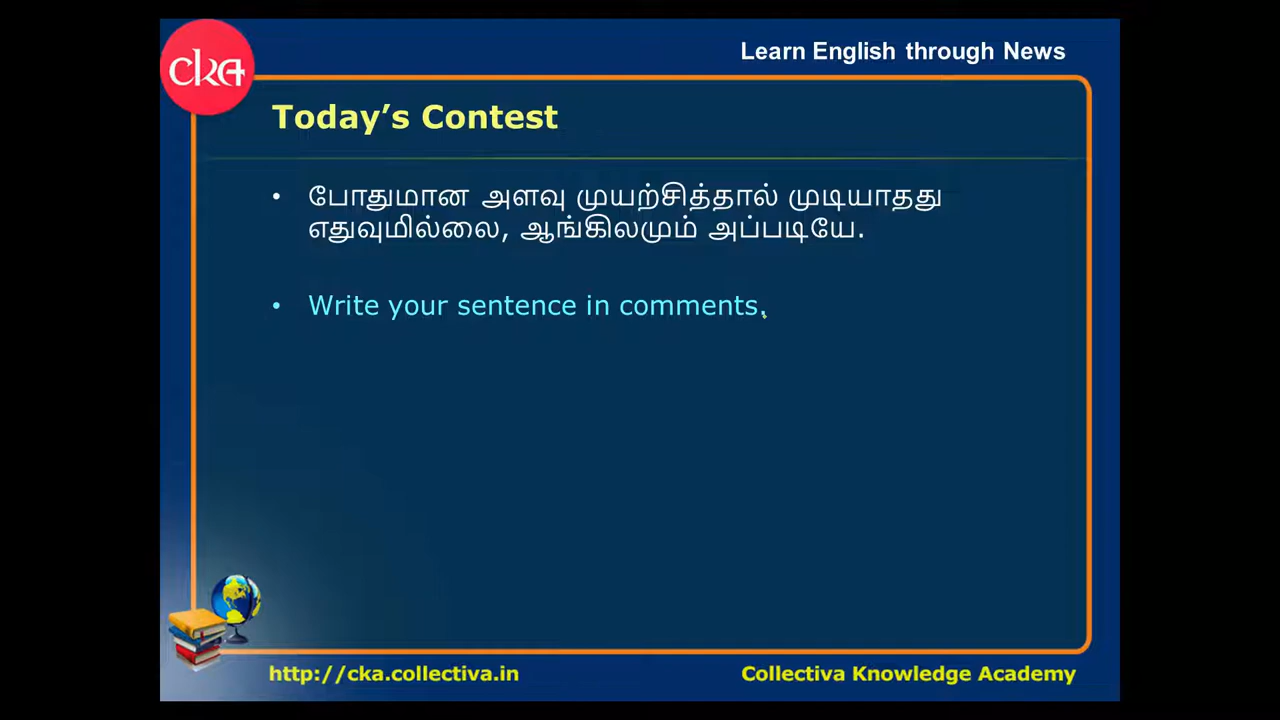 cka
Learn English through News
Today’s Contest
• போதுமான அளவு முயற்சித்தால் முடியாதது
எதுவுமில்லை, ஆங்கிலமும் அப்படியே.
• Write your sentence in comments.
http://cka.collectiva.in
Collectiva Knowledge Academy